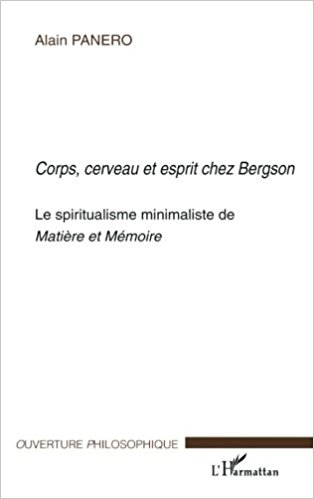 Alain PANERO
Corps, cerveau et esprit chez Bergson
Le spiritualisme minimaliste de
Matière et Mémoire
OUVERTURE PHILOSOPHIQUE
L'Harmattan